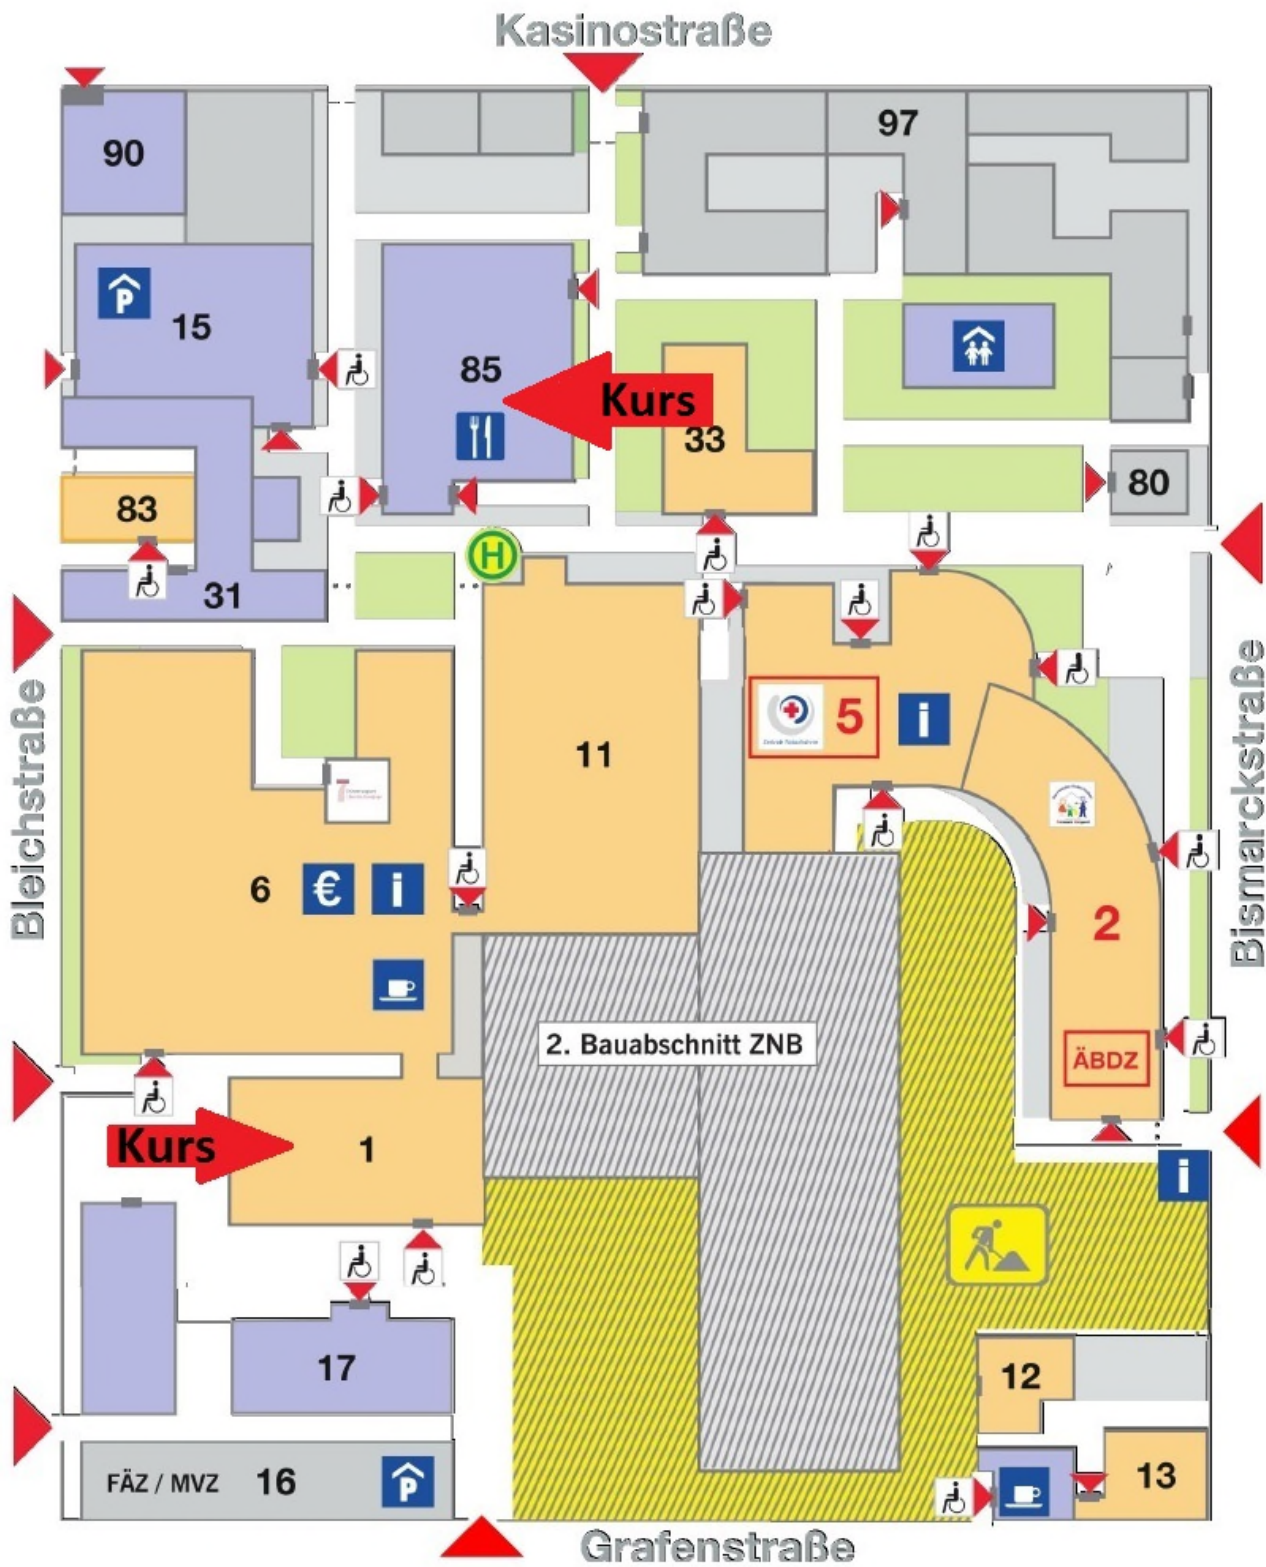 Kasinostraße
90
97
15
85
Kurs
33
80
83
H
31
Bleichstraße
5
i
11
6
€
i
2
Bismarckstraße
2. Bauabschnitt ZNB
ÄBDZ
Kurs
1
i
17
12
FÄZ / MVZ 16
P
13
Grafenstraße
P